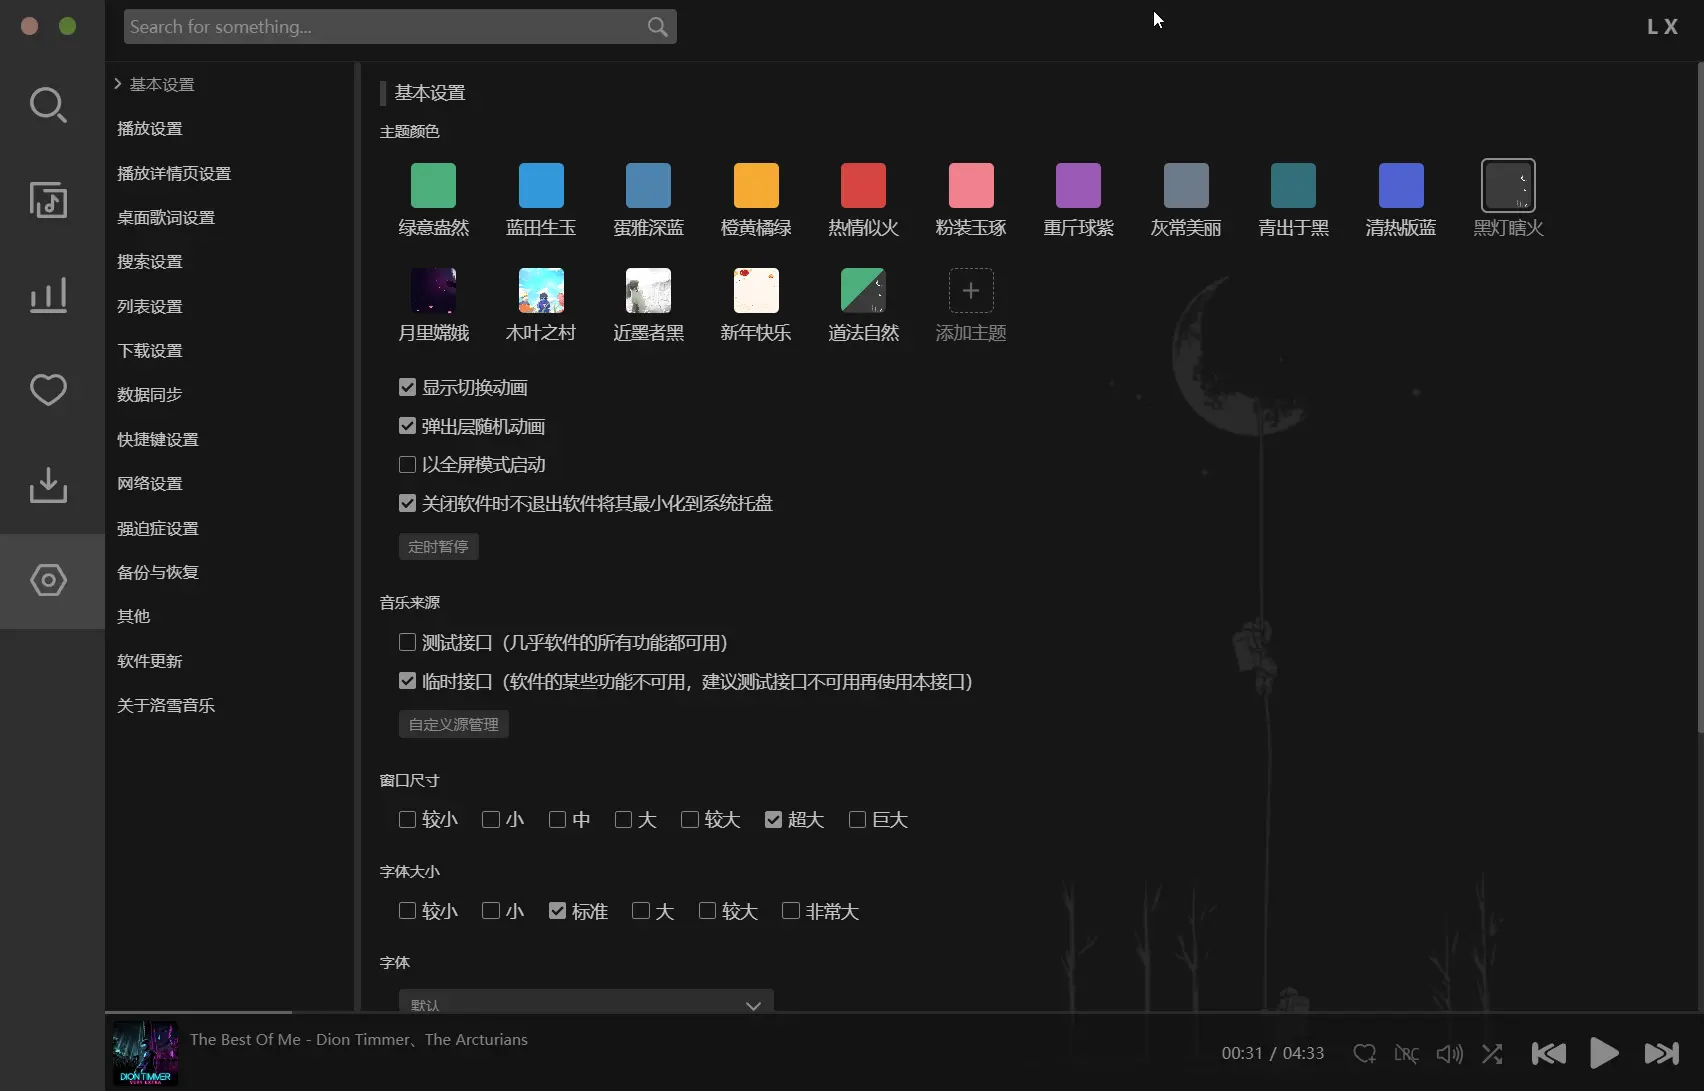 Search for something...
L X
基本设置
播放设置
播放详情页设置
桌面歌词设置
搜索设置
列表设置
下载设置
数据同步
快捷键设置
网络设置
强迫症设置
备份与恢复
其他
软件更新
关于洛雪音乐
基本设置
主题颜色
绿意盎然 蓝田生玉 蛋雅深蓝 橙黄橘绿 热情似火 粉装玉琢 重斤球紫 灰常美丽 青出于黑 清热版蓝 黑灯瞎火
月里嫦娥 木叶之村 近墨者黑 新年快乐 道法自然 添加主题
显示切换动画
弹出层随机动画
以全屏模式启动
关闭软件时不退出软件将其最小化到系统托盘
定时暂停
音乐来源
测试接口（几乎软件的所有功能都可用）
临时接口（软件的某些功能不可用，建议测试接口不可用再使用本接口）
自定义源管理
窗口尺寸
较小 小 中 大 较大 超大 巨大
字体大小
较小 小 标准 大 较大 非常大
字体
默认
DION TIMMER
VERY EXTRA
The Best Of Me - Dion Timmer、The Arcturians
00:31 / 04:33
LRC